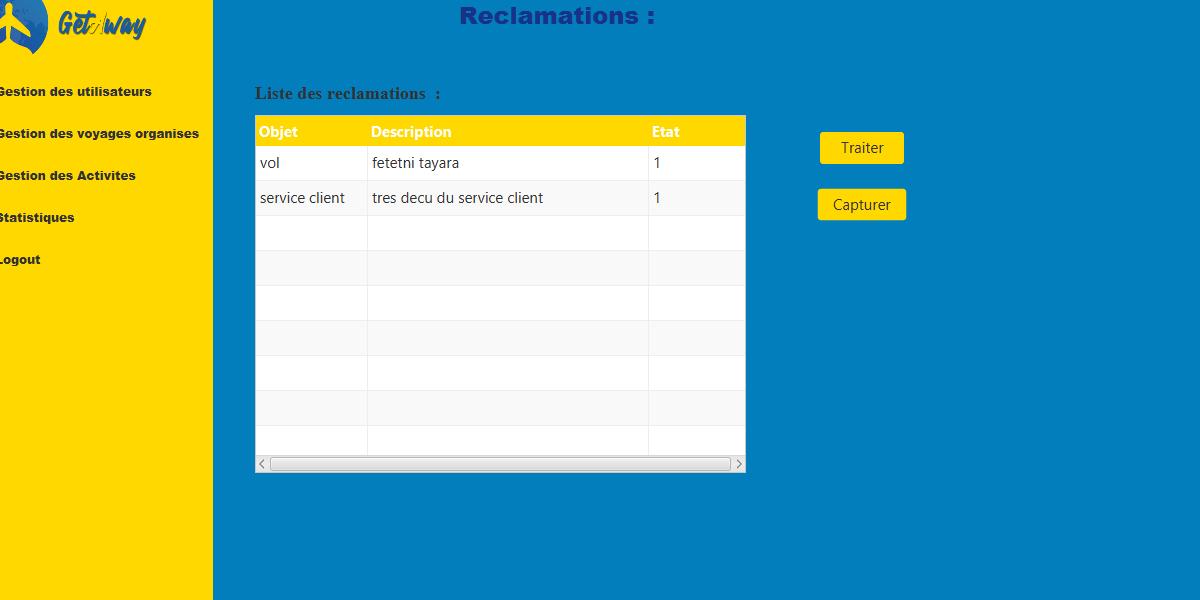 GetAway
Reclamations :
Gestion des utilisateurs
Gestion des voyages organises
Gestion des Activites
Statistiques
Logout
Liste des reclamations :
Objet Description Etat
vol fetetni tayara 1
service client tres decu du service client 1
Traiter
Capturer